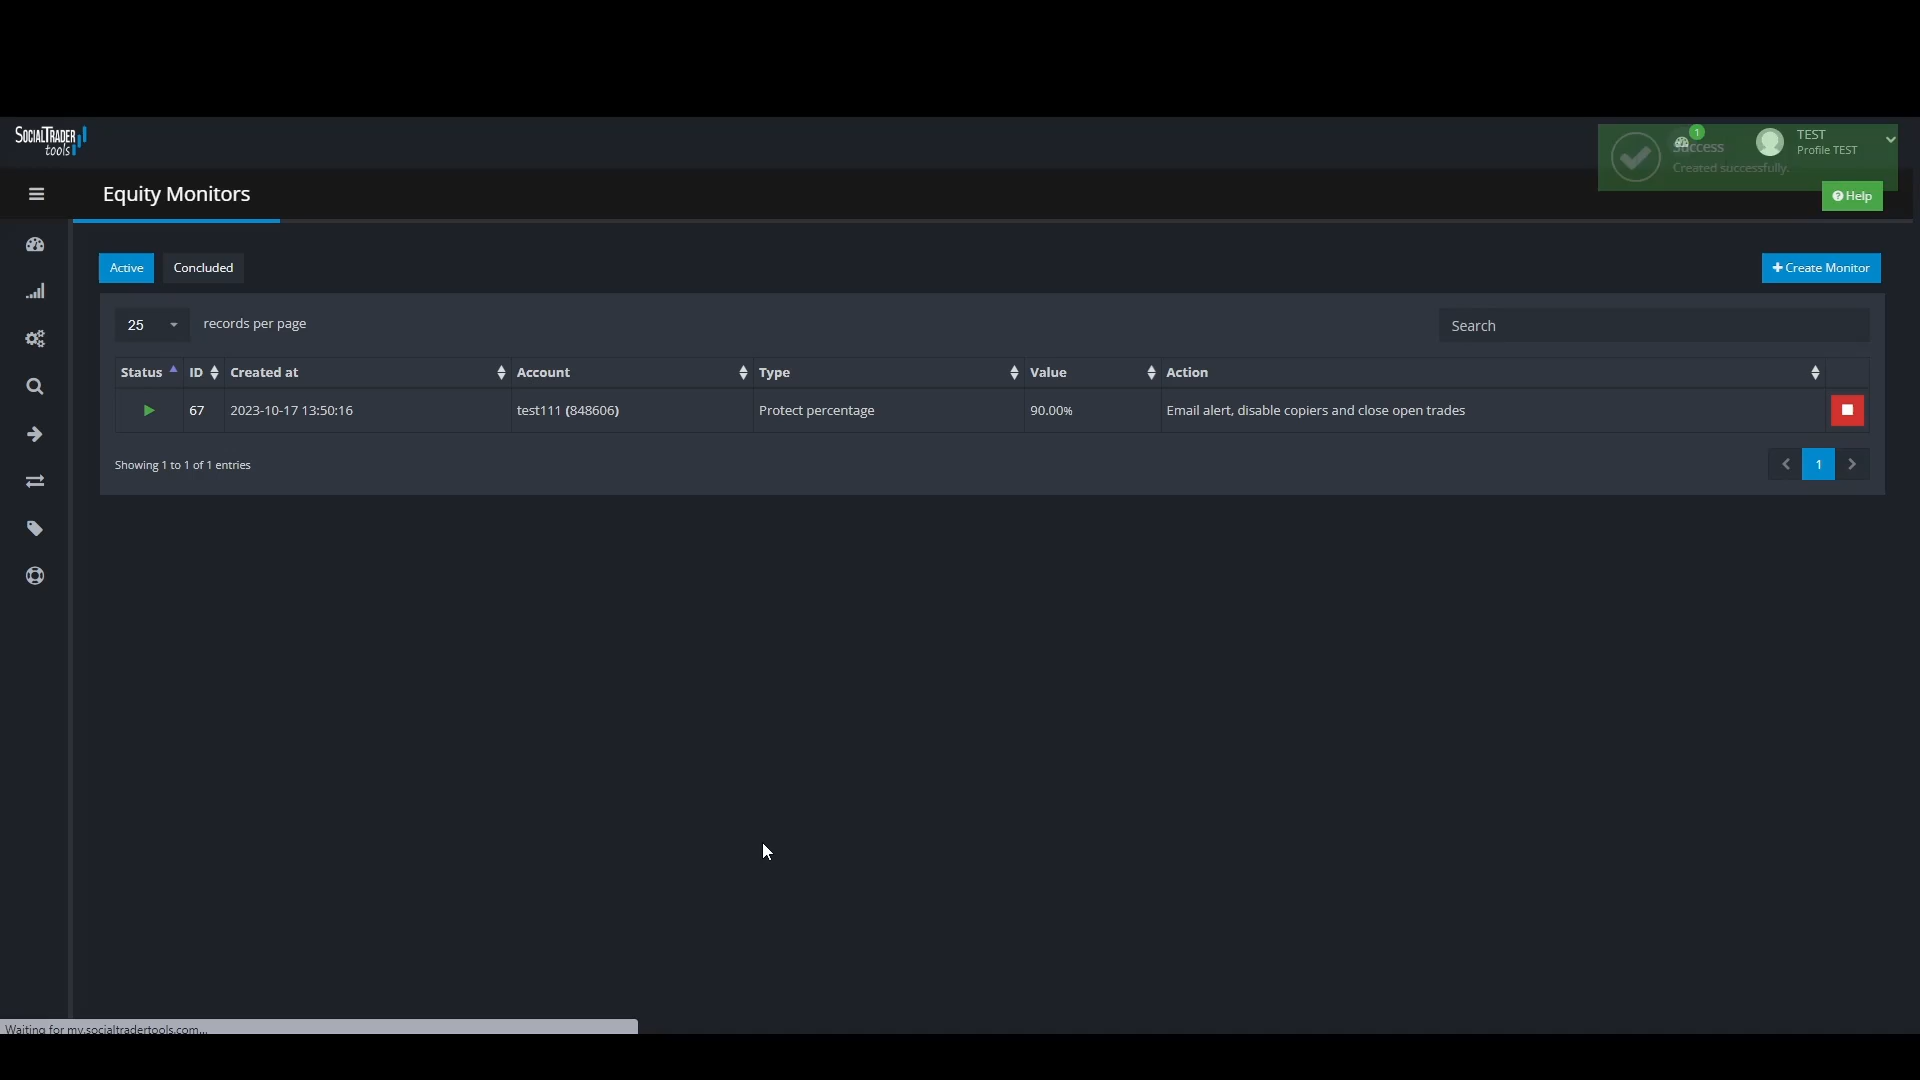 SOCIALTRADER
tools
1
TEST
Profile TEST
Success
Created successfully.
Equity Monitors
Help
Active
Concluded
Create Monitor
25
records per page
Search
Status
ID
Created at
Account
Type
Value
Action
67
2023-10-17 13:50:16
test111 (848606)
Protect percentage
90.00%
Email alert, disable copiers and close open trades
Showing 1 to 1 of 1 entries
1
Waiting for my.socialtradertools.com...